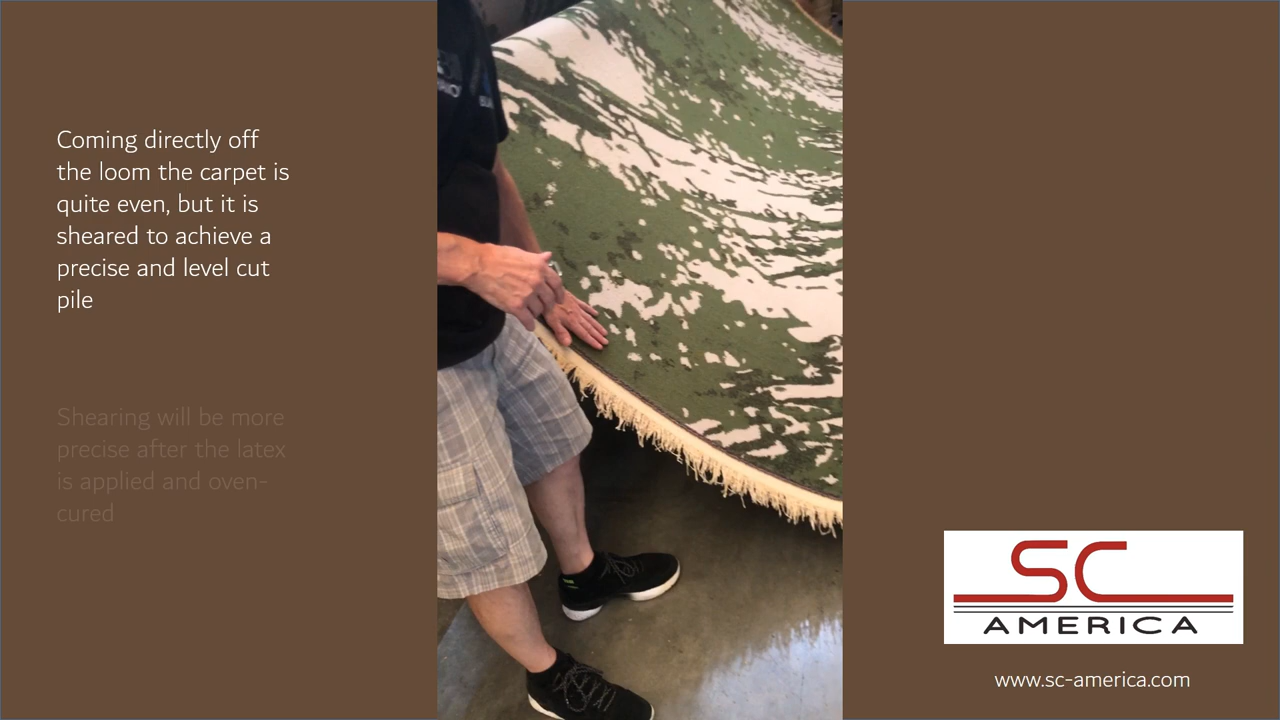 Coming directly off
the loom the carpet is
quite even, but it is
sheared to achieve a
precise and level cut
pile
Shearing will be more
precise after the latex
is applied and oven-
cured
SC
AMERICA
www.sc-america.com